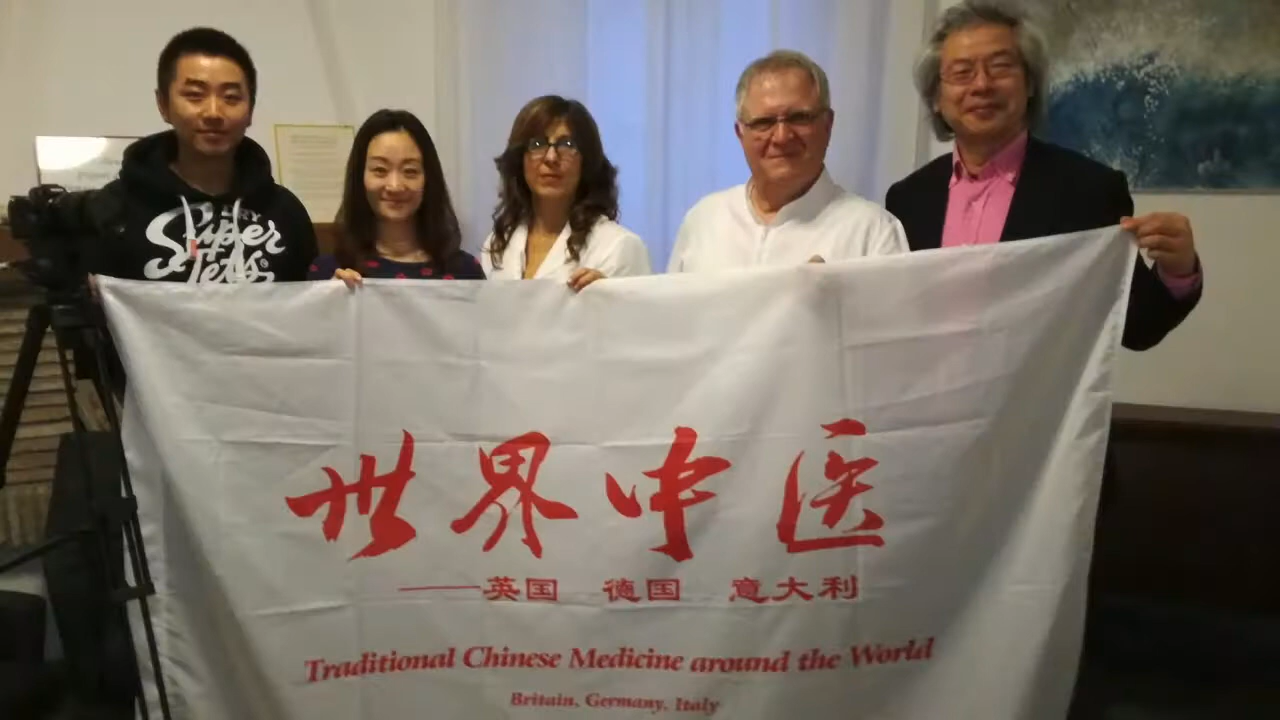 Super
Jets
世界中医
——英国 德国 意大利
Traditional Chinese Medicine around the World
Britain, Germany, Italy